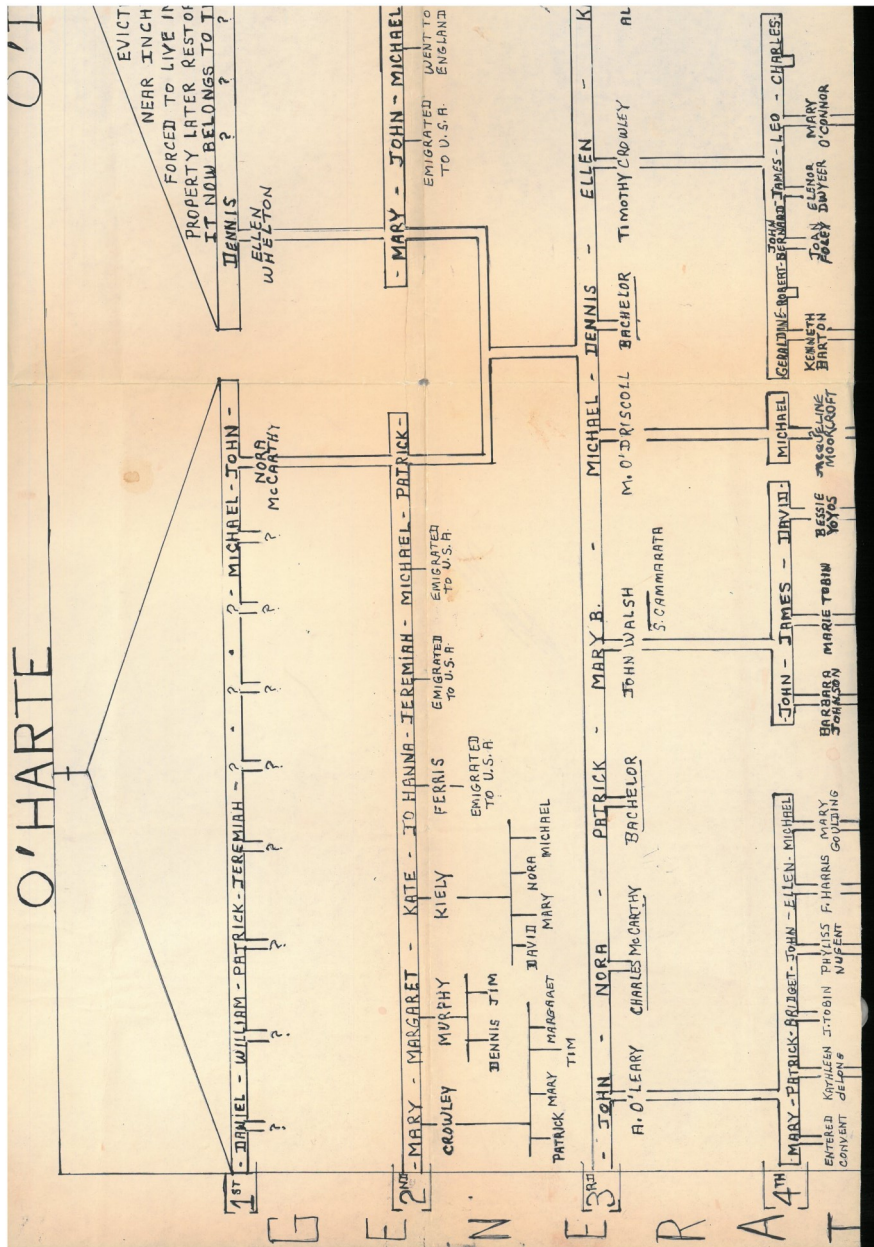 O'HARTE
EVICT
NEAR INCH
FORCED TO LIVE IN
PROPERTY LATER RESTO
IT NOW BELONGS TO
1ST - DANIEL - WILLIAM - PATRICK - JEREMIAH - ? - ? - ? - MICHAEL - JOHN - DENNIS ? ? ?
? ? ? ? ? ? ? ? NORA McCARTHY ELLEN WHELTON
2ND - MARY - MARGARET - KATE - JOHANNA - JEREMIAH - MICHAEL - PATRICK - - MARY - JOHN - MICHAEL
CROWLEY MURPHY KIELY FERRIS EMIGRATED TO U.S.A. EMIGRATED TO U.S.A. EMIGRATED TO U.S.A. WENT TO ENGLAND
EMIGRATED TO U.S.A.
DENNIS JIM
PATRICK MARY TIM MARGARET
DAVID MARY NORA MICHAEL
3RD - JOHN - NORA - PATRICK - MARY B. - MICHAEL - DENNIS - ELLEN -
A. O'LEARY CHARLES McCARTHY BACHELOR JOHN WALSH M. O'DRISCOLL BACHELOR TIMOTHY CROWLEY
S. CAMMARATA
4TH - MARY - PATRICK - BRIDGET - JOHN - ELLEN - MICHAEL - JOHN - JAMES - DAVID - MICHAEL GERALDINE - ROBERT - BERNARD - JOHN - JAMES - LEO - CHARLES
ENTERED CONVENT KATHLEEN DELONG J. TOBIN PHYLISS NUGENT F. HARRIS MARY GOULDING BARBARA JOHNSON MARIE TOBIN BESSIE YOYOS JACQUELINE MOORCROFT KENNETH BARTON JOAN FOLEY ELENOR DWYEER MARY O'CONNOR
GENERAT